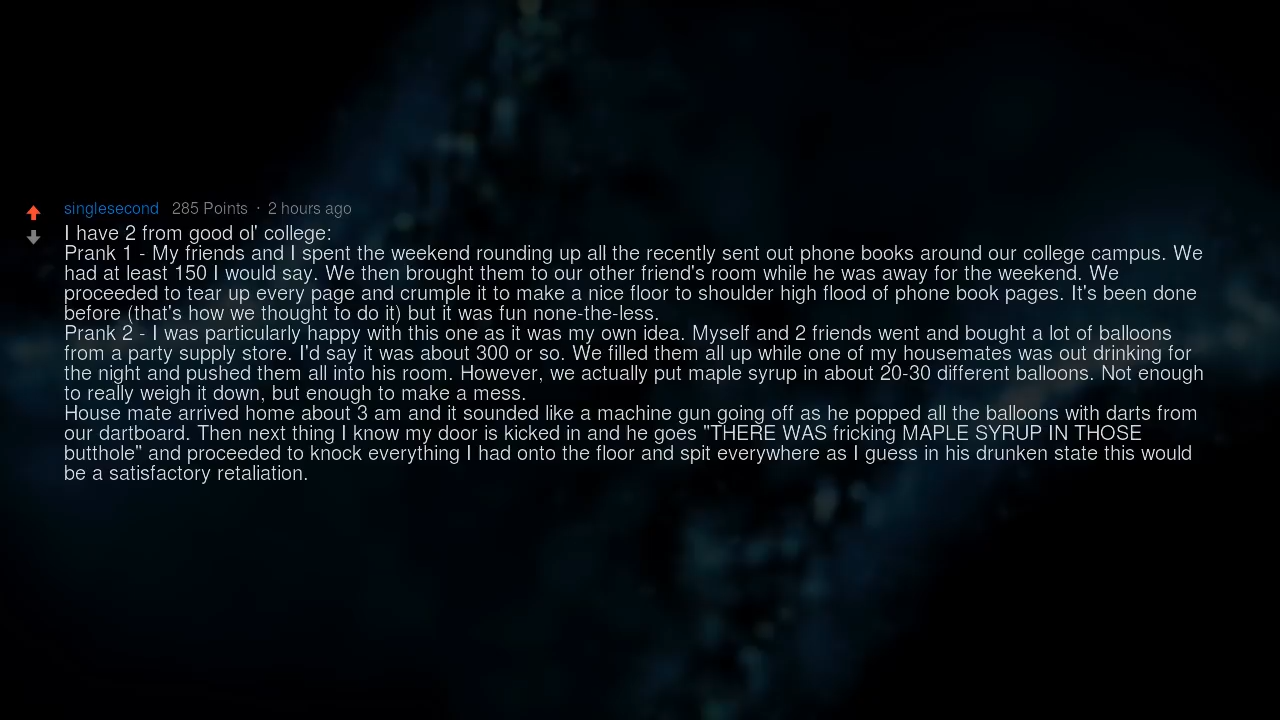 singlesecond 285 Points · 2 hours ago
I have 2 from good ol' college:
Prank 1 - My friends and I spent the weekend rounding up all the recently sent out phone books around our college campus. We
had at least 150 I would say. We then brought them to our other friend's room while he was away for the weekend. We
proceeded to tear up every page and crumple it to make a nice floor to shoulder high flood of phone book pages. It's been done
before (that's how we thought to do it) but it was fun none-the-less.
Prank 2 - I was particularly happy with this one as it was my own idea. Myself and 2 friends went and bought a lot of balloons
from a party supply store. I'd say it was about 300 or so. We filled them all up while one of my housemates was out drinking for
the night and pushed them all into his room. However, we actually put maple syrup in about 20-30 different balloons. Not enough
to really weigh it down, but enough to make a mess.
House mate arrived home about 3 am and it sounded like a machine gun going off as he popped all the balloons with darts from
our dartboard. Then next thing I know my door is kicked in and he goes "THERE WAS fricking MAPLE SYRUP IN THOSE
butthole" and proceeded to knock everything I had onto the floor and spit everywhere as I guess in his drunken state this would
be a satisfactory retaliation.